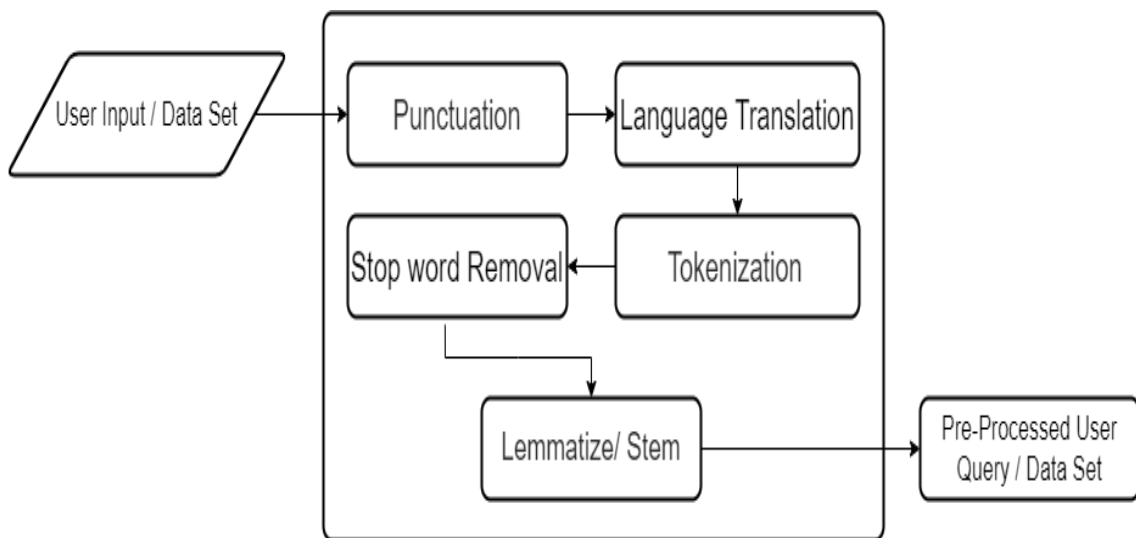 User Input / Data Set
Punctuation
Language Translation
Stop word Removal
Tokenization
Lemmatize/ Stem
Pre-Processed User
Query / Data Set